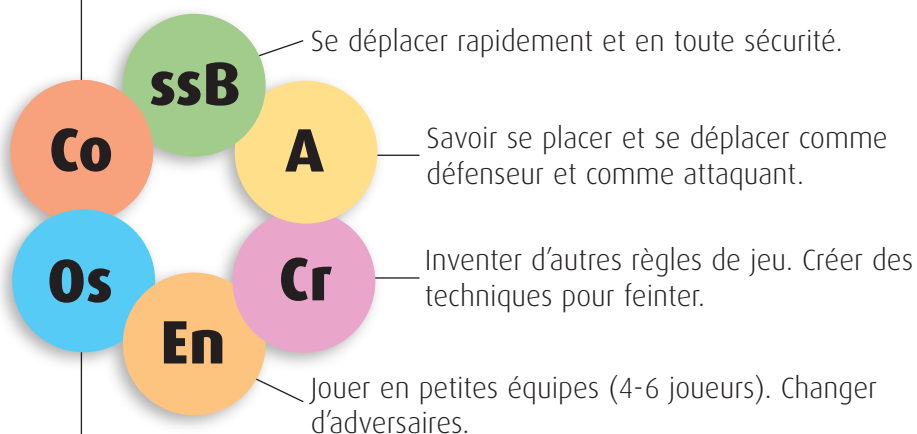 ssB
Se déplacer rapidement et en toute sécurité.
Co
A
Savoir se placer et se déplacer comme
défenseur et comme attaquant.
Os
Cr
Inventer d’autres règles de jeu. Créer des
techniques pour feinter.
En
Jouer en petites équipes (4-6 joueurs). Changer
d’adversaires.